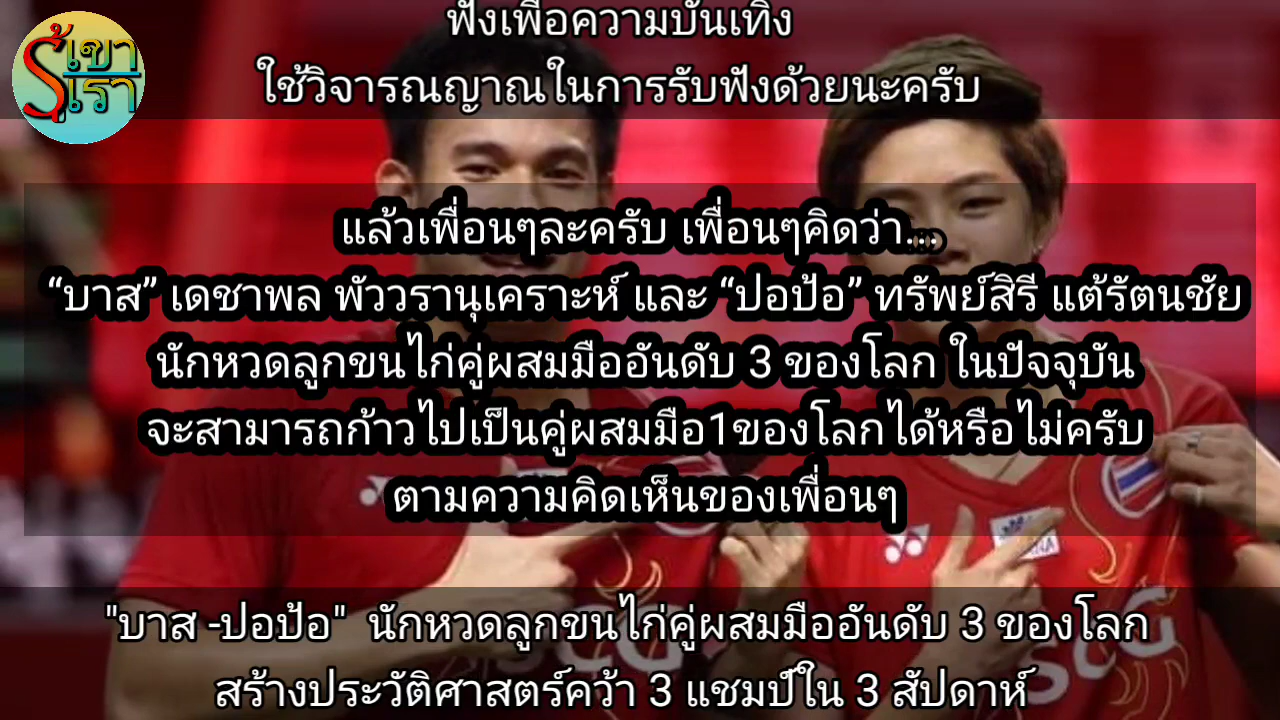 ฟังเพื่อความบันเทิง
ใช้วิจารณญาณในการรับฟังด้วยนะครับ
รู้เขา
รู้เรา
แล้วเพื่อนๆละครับ เพื่อนๆคิดว่า...
“บาส” เดชาพล พัววรานุเคราะห์ และ “ปอป้อ” ทรัพย์สิรี แต้รัตนชัย
นักหวดลูกขนไก่คู่ผสมมืออันดับ 3 ของโลก ในปัจจุบัน
จะสามารถก้าวไปเป็นคู่ผสมมือ1ของโลกได้หรือไม่ครับ
ตามความคิดเห็นของเพื่อนๆ
"บาส -ปอป้อ" นักหวดลูกขนไก่คู่ผสมมืออันดับ 3 ของโลก
สร้างประวัติศาสตร์คว้า 3 แชมป์ใน 3 สัปดาห์
SCG